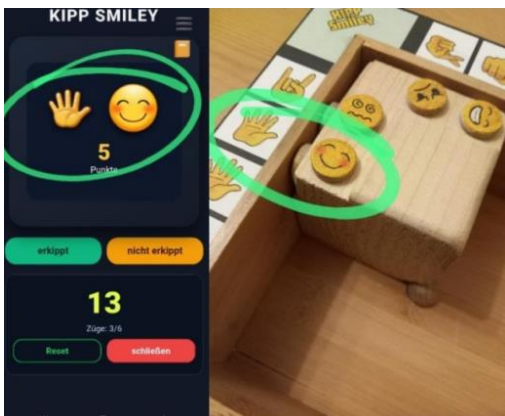 KIPP SMILEY
5
Punkte
erkippt
nicht erkippt
13
Züge: 3/6
Reset
schließen
KIPP
Smiley